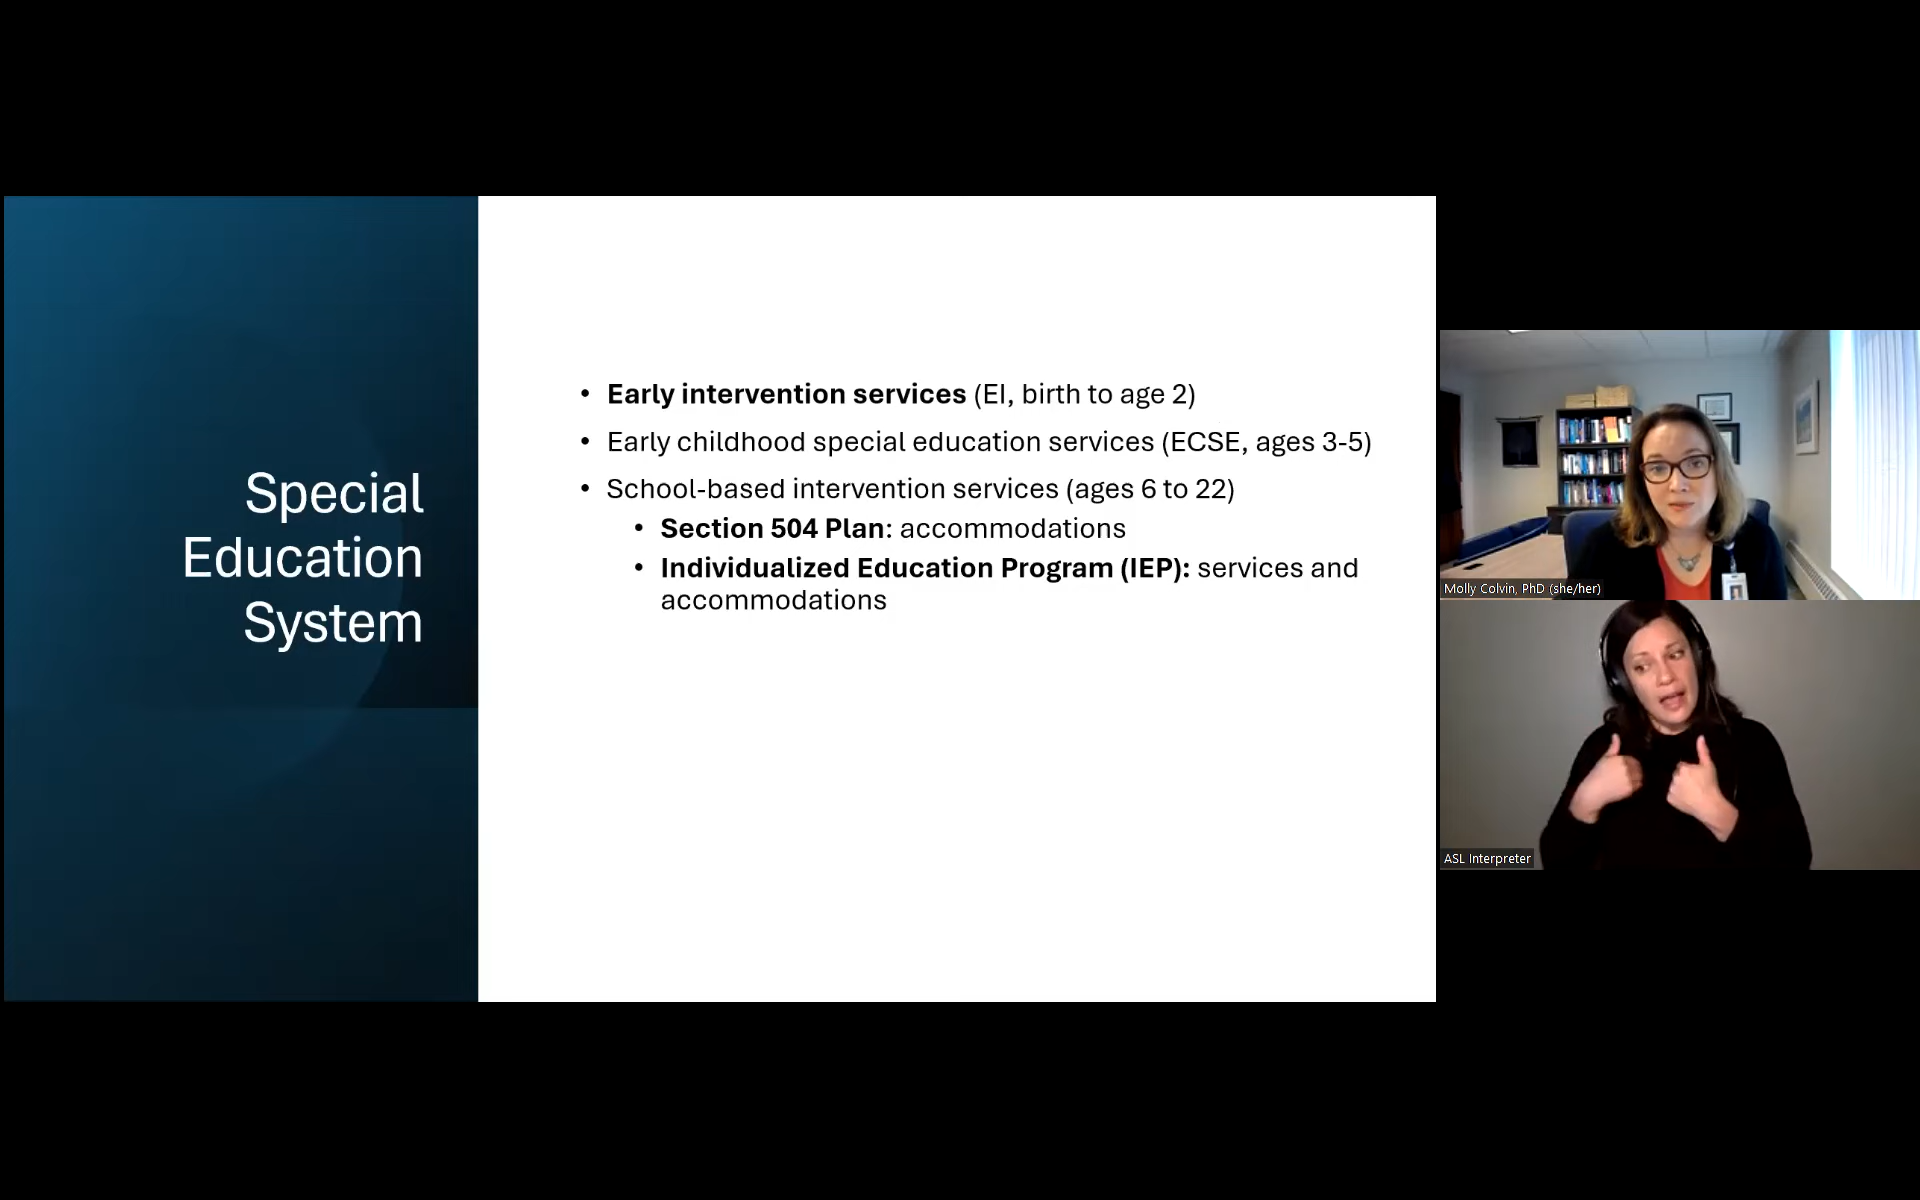 Special
Education
System
• Early intervention services (EI, birth to age 2)
• Early childhood special education services (ECSE, ages 3-5)
• School-based intervention services (ages 6 to 22)
• Section 504 Plan: accommodations
• Individualized Education Program (IEP): services and
accommodations
Molly Colvin, PhD (she/her)
ASL Interpreter